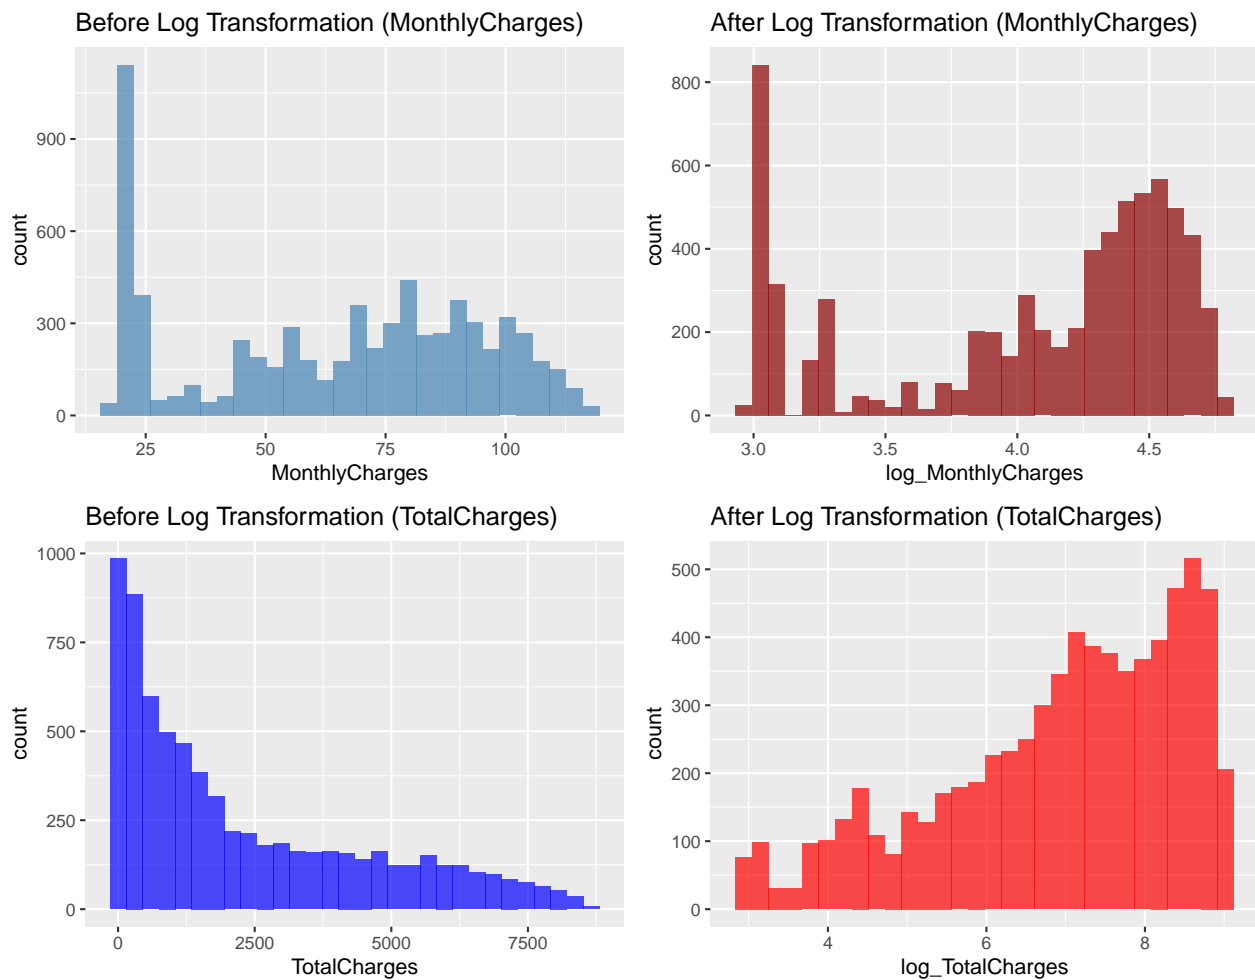 Before Log Transformation (MonthlyCharges)
900
600
300
0
count
25 50 75 100
MonthlyCharges
After Log Transformation (MonthlyCharges)
800
600
400
200
0
count
3.0 3.5 4.0 4.5
log_MonthlyCharges
Before Log Transformation (TotalCharges)
1000
750
500
250
0
count
0 2500 5000 7500
TotalCharges
After Log Transformation (TotalCharges)
500
400
300
200
100
0
count
4 6 8
log_TotalCharges